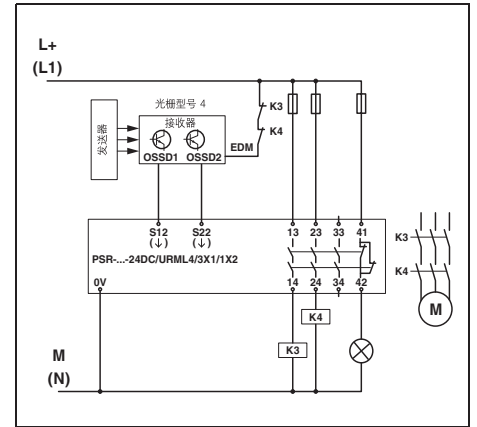 L+
(L1)
光栅型号 4
接收器
发送器
K3
K4
EDM
OSSD1 OSSD2
S12 S22 13 23 33 41
(↓) (↓)
PSR-...-24DC/URML4/3X1/1X2
0V 14 24 34 42
K3
K4
M
K4
K3
M
(N)